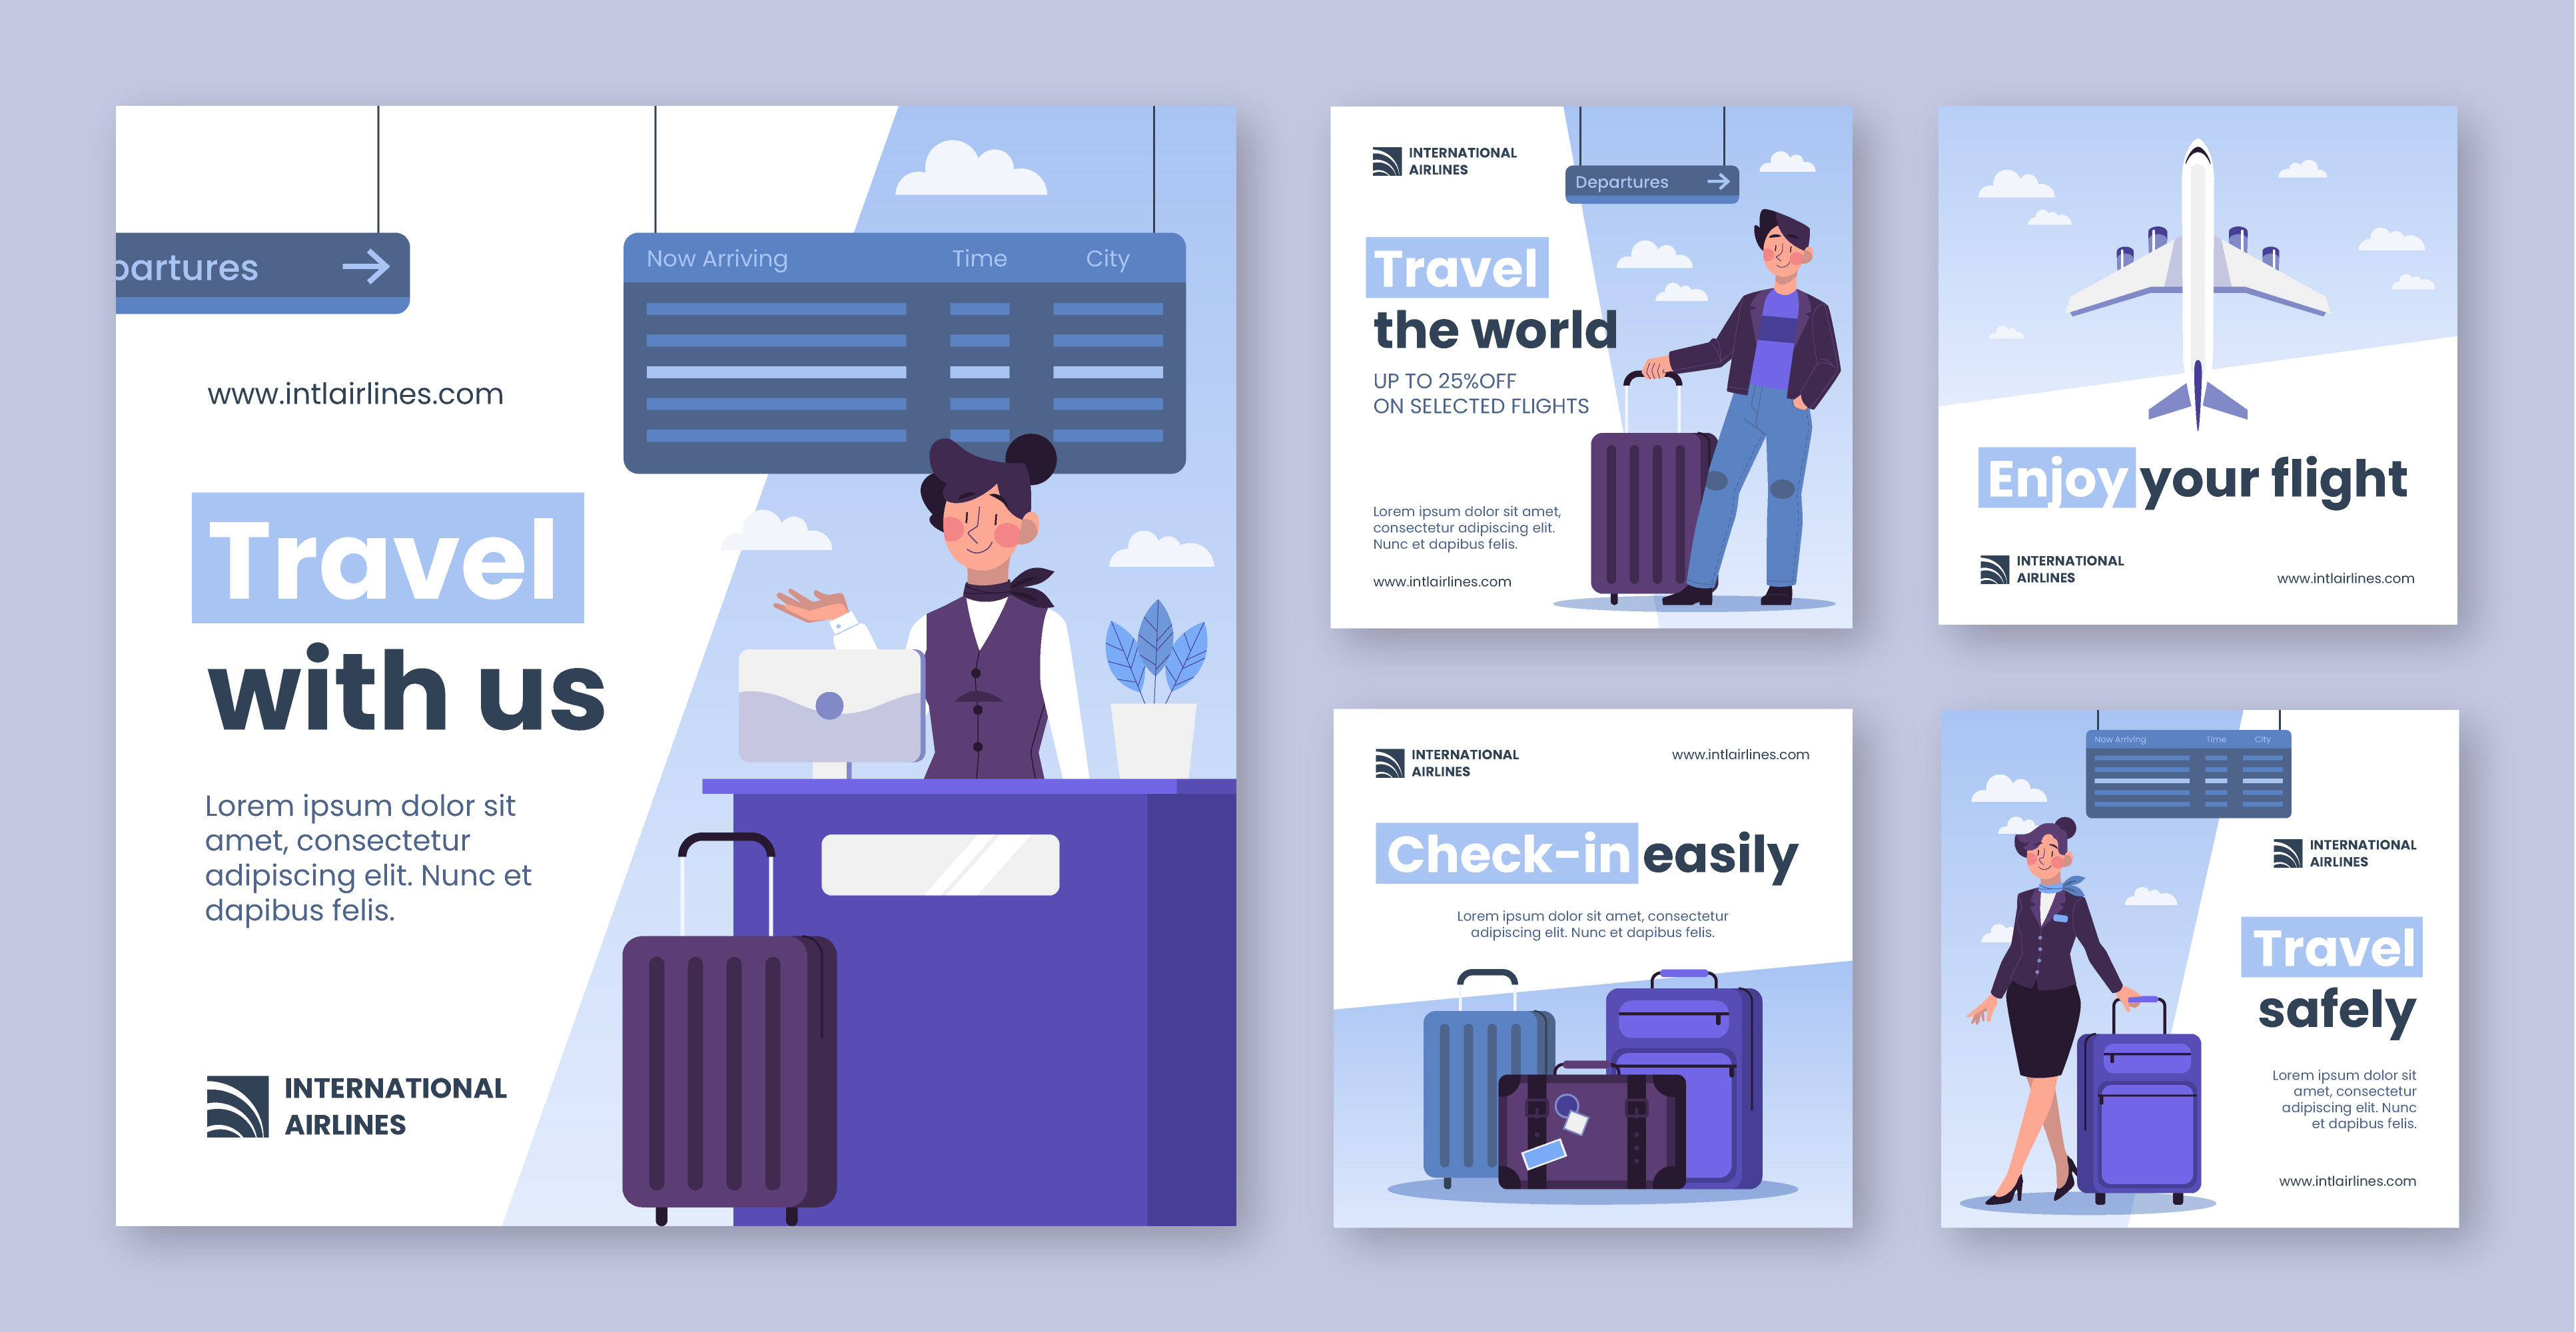 partures →
Now Arriving Time City
www.intlairlines.com
Travel
with us
Lorem ipsum dolor sit
amet, consectetur
adipiscing elit. Nunc et
dapibus felis.
INTERNATIONAL
AIRLINES
INTERNATIONAL
AIRLINES
Departures →
Travel
the world
UP TO 25%OFF
ON SELECTED FLIGHTS
Lorem ipsum dolor sit amet,
consectetur adipiscing elit.
Nunc et dapibus felis.
www.intlairlines.com
Enjoy your flight
INTERNATIONAL
AIRLINES
www.intlairlines.com
INTERNATIONAL
AIRLINES
www.intlairlines.com
Check-in easily
Lorem ipsum dolor sit amet, consectetur
adipiscing elit. Nunc et dapibus felis.
Now Arriving Time City
INTERNATIONAL
AIRLINES
Travel
safely
Lorem ipsum dolor sit
amet, consectetur
adipiscing elit. Nunc
et dapibus felis.
www.intlairlines.com